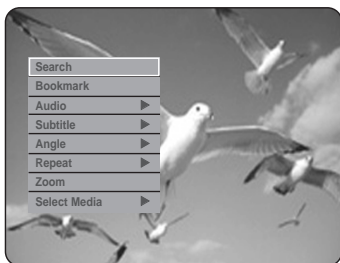 Search
Bookmark
Audio ▶
Subtitle ▶
Angle ▶
Repeat ▶
Zoom
Select Media ▶